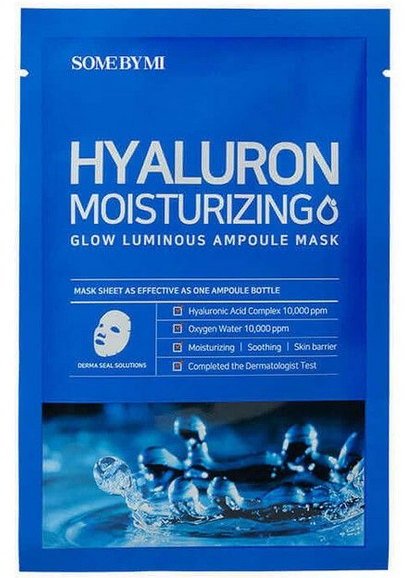 SOME BY MI
HYALURON
MOISTURIZING
GLOW LUMINOUS AMPOULE MASK
MASK SHEET AS EFFECTIVE AS ONE AMPOULE BOTTLE
Hyaluronic Acid Complex 10,000 ppm
Oxygen Water 10,000 ppm
Moisturizing | Soothing | Skin barrier
Completed the Dermatologist Test
DERMA SEAL SOLUTIONS